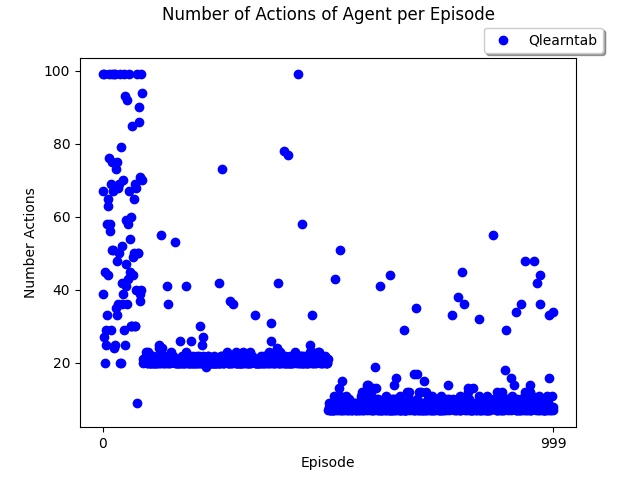 Number of Actions of Agent per Episode
Qlearntab
100
80
60
40
20
Number Actions
0
999
Episode